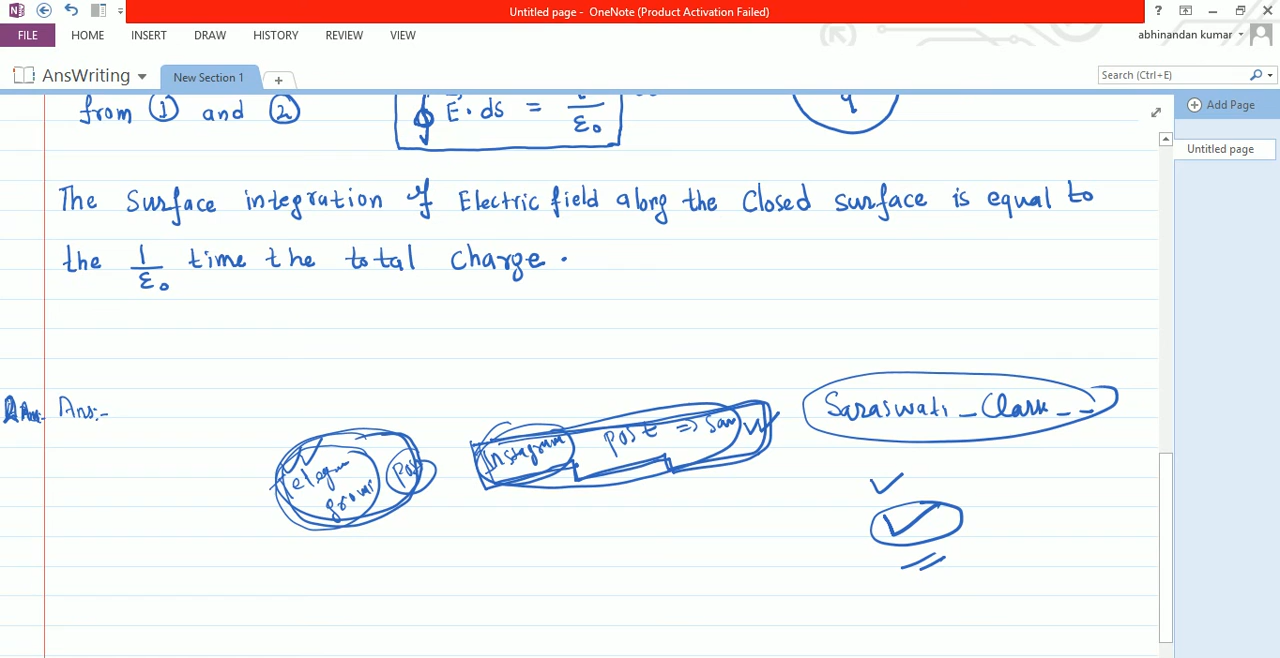 Untitled page - OneNote (Product Activation Failed)
FILE HOME INSERT DRAW HISTORY REVIEW VIEW
abhinandan kumar
AnsWriting New Section 1
Search (Ctrl+E)
Add Page
Untitled page
from ① and ② ∮ E⃗ · ds = / ε₀ q
The Surface integration of Electric field along the Closed surface is equal to
the 1/ε₀ time the total Charge.
Ans:-
Saraswati _ Class _ _
Instagram Post ⇒
Telegram
group